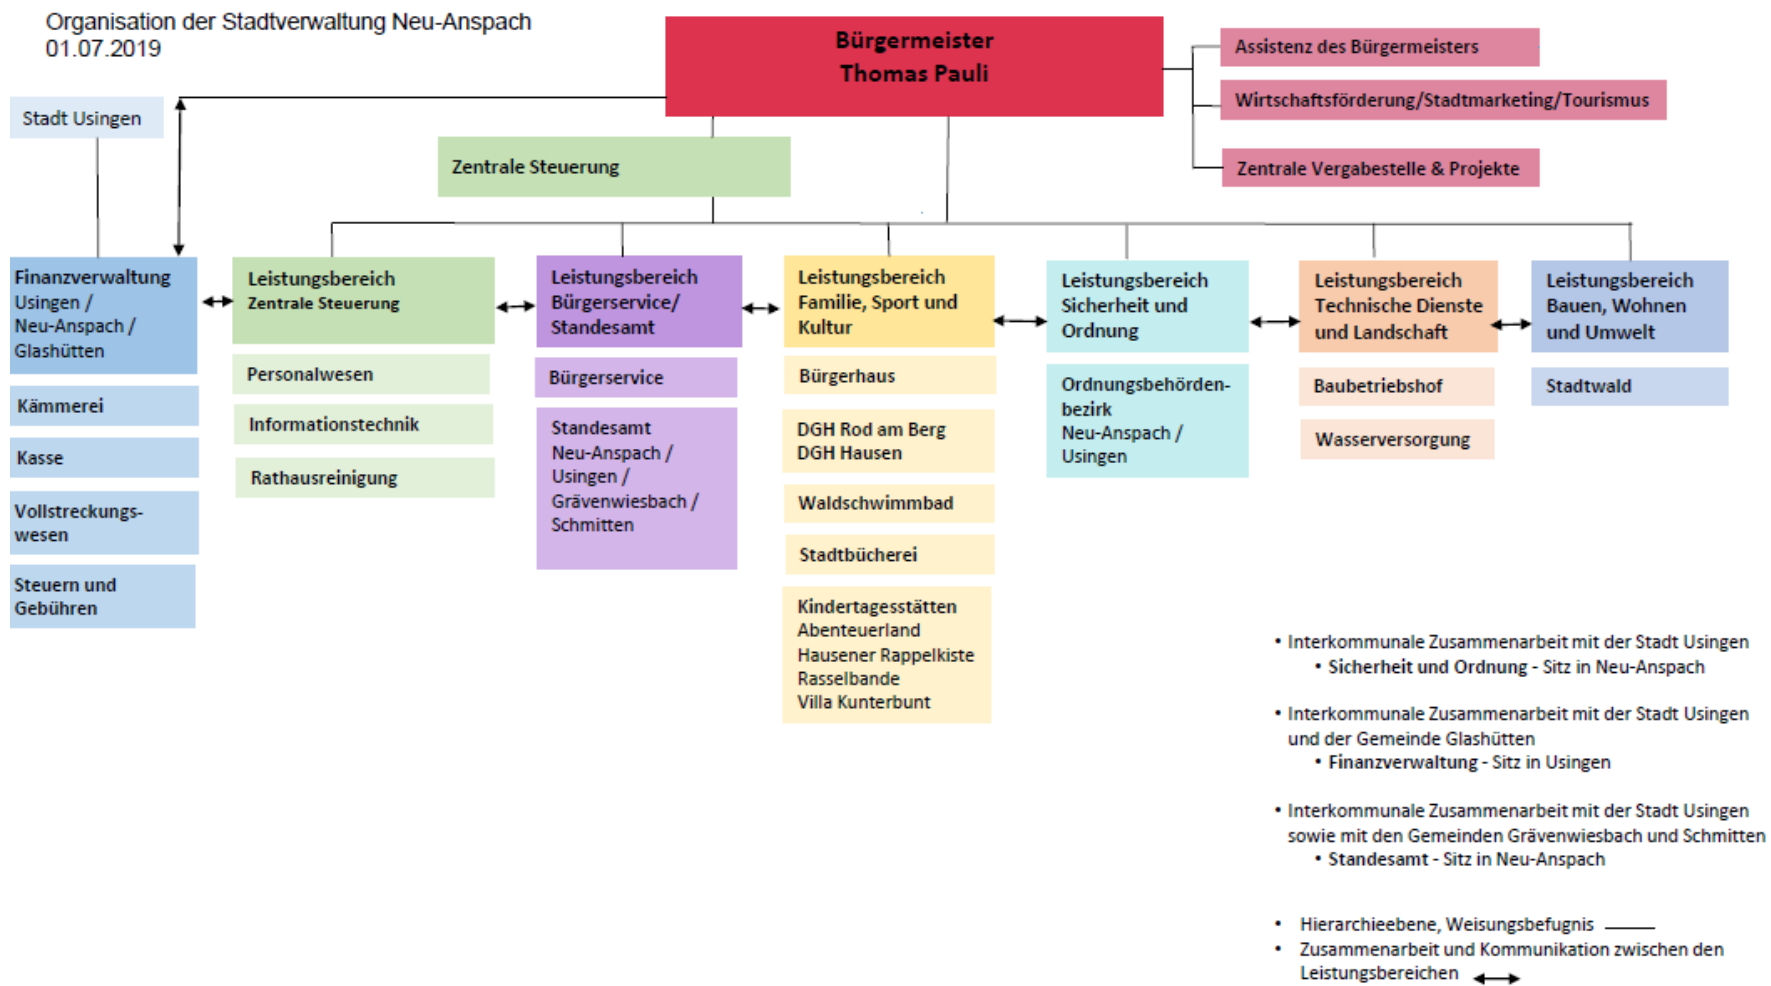 Organisation der Stadtverwaltung Neu-Anspach
01.07.2019
Bürgermeister
Thomas Pauli
Assistenz des Bürgermeisters
Wirtschaftsförderung/Stadtmarketing/Tourismus
Zentrale Vergabestelle & Projekte
Stadt Usingen
Zentrale Steuerung
Finanzverwaltung
Usingen /
Neu-Anspach /
Glashütten
Kämmerei
Kasse
Vollstreckungs-
wesen
Steuern und
Gebühren
Leistungsbereich
Zentrale Steuerung
Personalwesen
Informationstechnik
Rathausreinigung
Leistungsbereich
Bürgerservice/
Standesamt
Bürgerservice
Standesamt
Neu-Anspach /
Usingen /
Grävenwiesbach /
Schmitten
Leistungsbereich
Familie, Sport und
Kultur
Bürgerhaus
DGH Rod am Berg
DGH Hausen
Waldschwimmbad
Stadtbücherei
Kindertagesstätten
Abenteuerland
Hausener Rappelkiste
Rasselbande
Villa Kunterbunt
Leistungsbereich
Sicherheit und
Ordnung
Ordnungsbehörden-
bezirk
Neu-Anspach /
Usingen
Leistungsbereich
Technische Dienste
und Landschaft
Baubetriebshof
Wasserversorgung
Leistungsbereich
Bauen, Wohnen
und Umwelt
Stadtwald
• Interkommunale Zusammenarbeit mit der Stadt Usingen
• Sicherheit und Ordnung - Sitz in Neu-Anspach
• Interkommunale Zusammenarbeit mit der Stadt Usingen
und der Gemeinde Glashütten
• Finanzverwaltung - Sitz in Usingen
• Interkommunale Zusammenarbeit mit der Stadt Usingen
sowie mit den Gemeinden Grävenwiesbach und Schmitten
• Standesamt - Sitz in Neu-Anspach
• Hierarchieebene, Weisungsbefugnis
• Zusammenarbeit und Kommunikation zwischen den
Leistungsbereichen